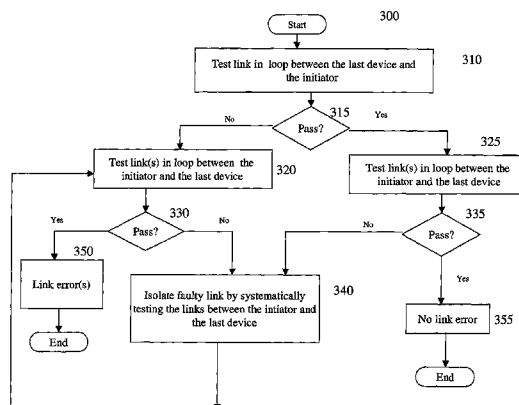 300
Start
310
Test link in loop between the last device and
the initiator
315
No
Yes
Pass?
325
Test link(s) in loop between the
initiator and the last device
320
Test link(s) in loop between the
initiator and the last device
330
335
Yes
Pass?
No
No
Pass?
350
Yes
Link error(s)
340
Isolate faulty link by systematically
testing the links between the intiator and
the last device
No link error
355
End
End